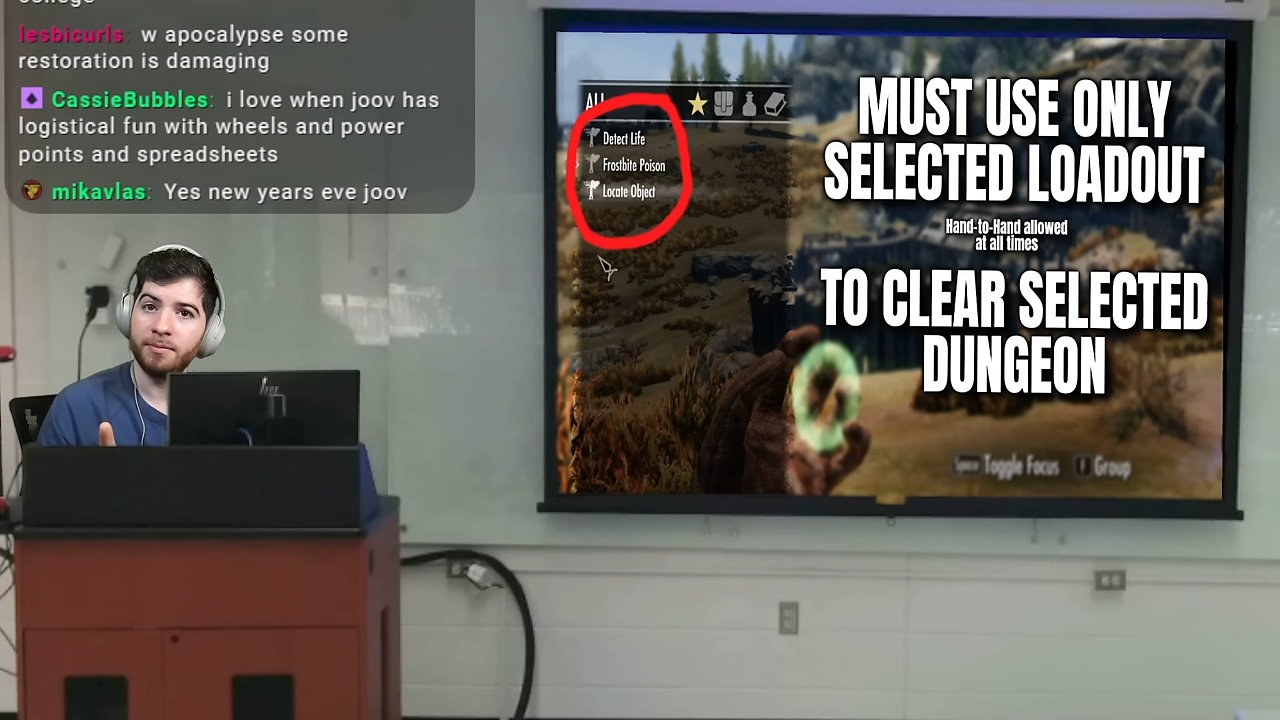 lesbicurls: w apocalypse some
restoration is damaging
CassieBubbles: i love when joov has
logistical fun with wheels and power
points and spreadsheets
mikavlas: Yes new years eve joov
ALL
Detect Life
Frostbite Poison
Locate Object
MUST USE ONLY
SELECTED LOADOUT
Hand-to-Hand allowed
at all times
TO CLEAR SELECTED
DUNGEON
Space Toggle Focus F Group